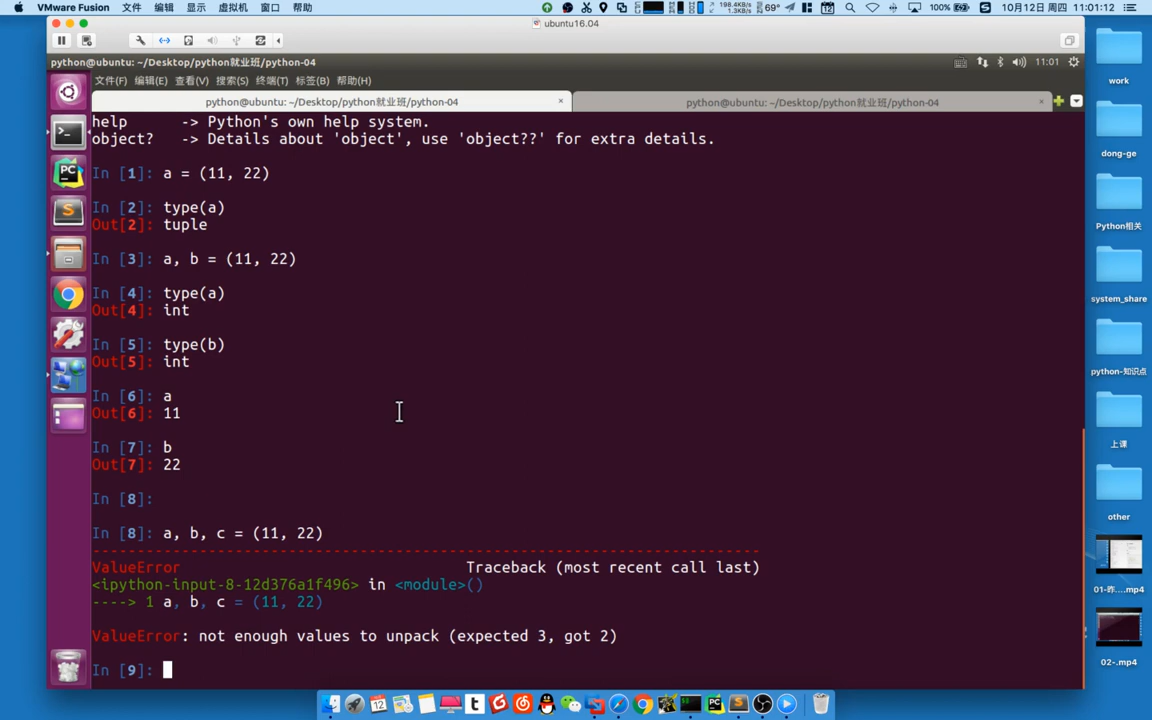 VMware Fusion 文件 编辑 显示 虚拟机 窗口 帮助 198.4KB/s 1.3KB/s 69° 12 100% 10月12日 周四 11:01:12
ubuntu16.04
python@ubuntu: ~/Desktop/python就业班/python-04 11:01
文件(F) 编辑(E) 查看(V) 搜索(S) 终端(T) 标签(B) 帮助(H)
python@ubuntu: ~/Desktop/python就业班/python-04 × python@ubuntu: ~/Desktop/python就业班/python-04 ×
help      -> Python's own help system.
object?   -> Details about 'object', use 'object??' for extra details.
In [1]: a = (11, 22)
In [2]: type(a)
Out[2]: tuple
In [3]: a, b = (11, 22)
In [4]: type(a)
Out[4]: int
In [5]: type(b)
Out[5]: int
In [6]: a
Out[6]: 11
In [7]: b
Out[7]: 22
In [8]:
In [8]: a, b, c = (11, 22)
---------------------------------------------------------------------------
ValueError                                Traceback (most recent call last)
<ipython-input-8-12d376a1f496> in <module>()
----> 1 a, b, c = (11, 22)
ValueError: not enough values to unpack (expected 3, got 2)
In [9]:
work
dong-ge
Python相关
system_share
python-知识点
上课
other
01-昨....mp4
02-.mp4